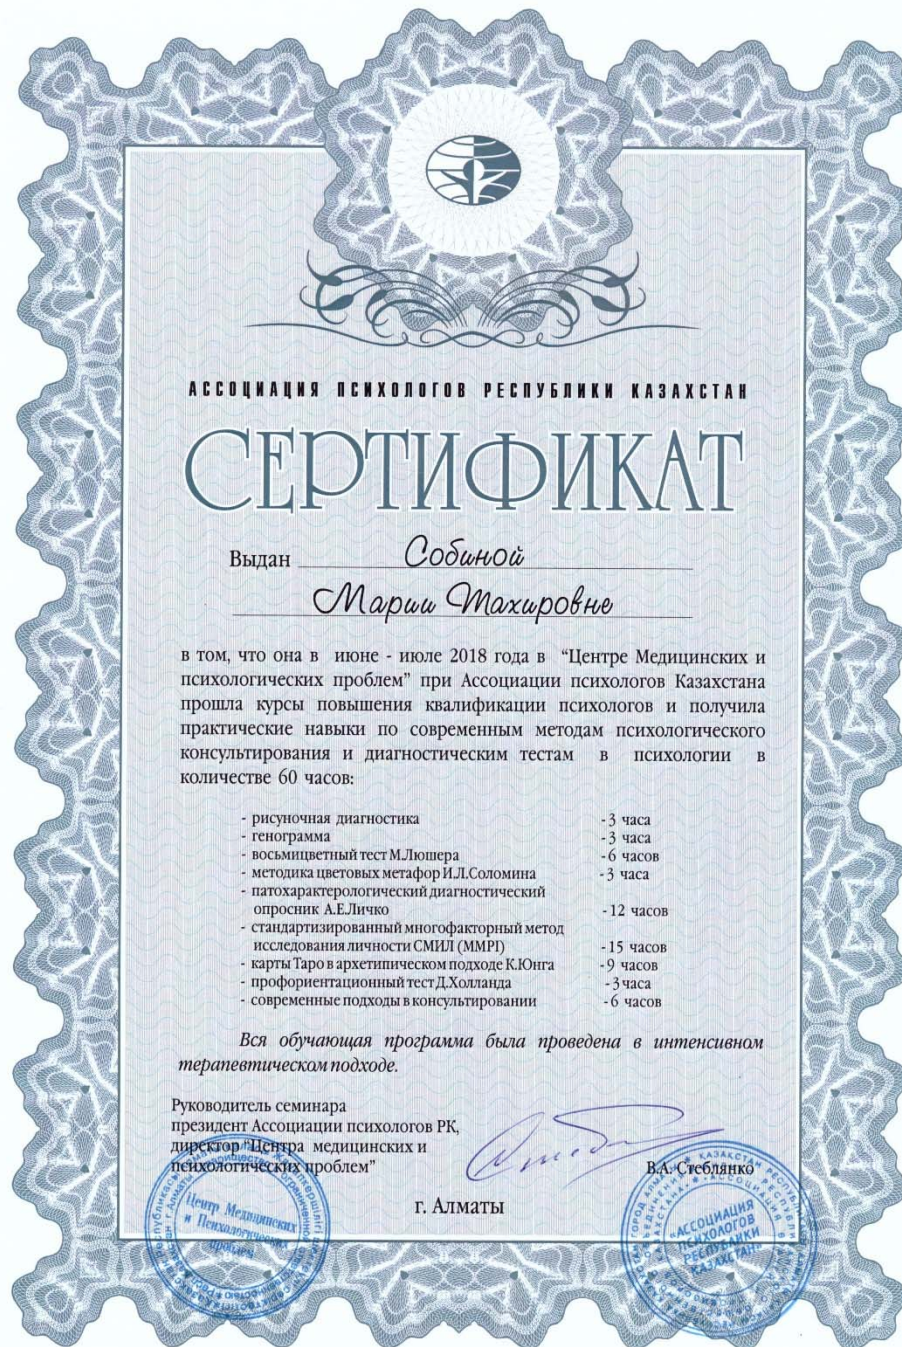 АССОЦИАЦИЯ ПСИХОЛОГОВ РЕСПУБЛИКИ КАЗАХСТАН
СЕРТИФИКАТ
Выдан Собиной
Марии Тахировне
в том, что она в июне - июле 2018 года в “Центре Медицинских и
психологических проблем” при Ассоциации психологов Казахстана
прошла курсы повышения квалификации психологов и получила
практические навыки по современным методам психологического
консультирования и диагностическим тестам в психологии в
количестве 60 часов:
- рисуночная диагностика - 3 часа
- генограмма - 3 часа
- восьмицветный тест М.Люшера - 6 часов
- методика цветовых метафор И.Л.Соломина - 3 часа
- патохарактерологический диагностический
опросник А.Е.Личко - 12 часов
- стандартизированный многофакторный метод
исследования личности СМИЛ (MMPI) - 15 часов
- карты Таро в архетипическом подходе К.Юнга - 9 часов
- профориентационный тест Д.Холланда - 3 часа
- современные подходы в консультировании - 6 часов
Вся обучающая программа была проведена в интенсивном
терапевтическом подходе.
Руководитель семинара
президент Ассоциации психологов РК,
директор "Центра медицинских и
психологических проблем”
В.А. Стеблянко
г. Алматы
Центр Медицинских
и Психологических
проблем
«АССОЦИАЦИЯ
ПСИХОЛОГОВ
РЕСПУБЛИКИ
КАЗАХСТАН»